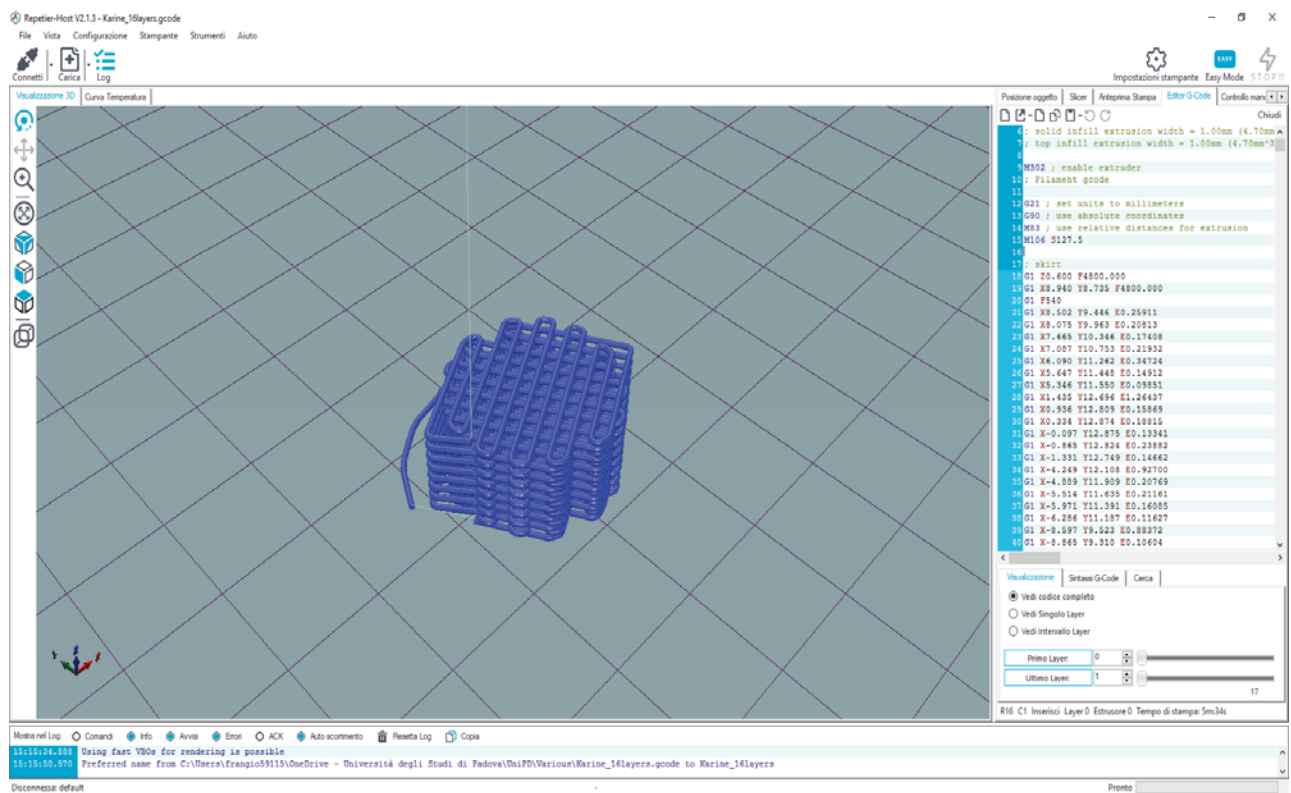 Repetier-Host V2.1.3 - Karine_16layers.gcode
File Vista Configurazione Stampante Strumenti Aiuto
Connetti Carica Log
Impostazioni stampante Easy Mode STOP!!
EASY
Visualizzazione 3D Curva Temperatura
Posizione oggetto Slicer Anteprima Stampa Editor G-Code Controllo manu
Chiudi
6 ; solid infill extrusion width = 1.00mm (4.70mm
7 ; top infill extrusion width = 1.00mm (4.70mm^3
8
9 M302 ; enable extruder
10 ; Filament gcode
11
12 G21 ; set units to millimeters
13 G90 ; use absolute coordinates
14 M83 ; use relative distances for extrusion
15 M106 S127.5
16
17 ; skirt
18 G1 Z0.600 F4800.000
19 G1 X8.940 Y8.735 F4800.000
20 G1 F540
21 G1 X8.502 Y9.446 E0.25911
22 G1 X8.075 Y9.963 E0.20813
23 G1 X7.665 Y10.346 E0.17408
24 G1 X7.087 Y10.753 E0.21932
25 G1 X6.090 Y11.262 E0.34724
26 G1 X5.647 Y11.448 E0.14912
27 G1 X5.346 Y11.550 E0.09851
28 G1 X1.435 Y12.696 E1.26437
29 G1 X0.936 Y12.809 E0.15869
30 G1 X0.334 Y12.874 E0.18815
31 G1 X-0.097 Y12.875 E0.13341
32 G1 X-0.865 Y12.824 E0.23882
33 G1 X-1.331 Y12.749 E0.14662
34 G1 X-4.249 Y12.108 E0.92700
35 G1 X-4.889 Y11.909 E0.20769
36 G1 X-5.514 Y11.635 E0.21161
37 G1 X-5.971 Y11.391 E0.16085
38 G1 X-6.286 Y11.187 E0.11627
39 G1 X-8.597 Y9.523 E0.88372
40 G1 X-8.865 Y9.310 E0.10604
Visualizzazione Sintassi G-Code Cerca
Vedi codice completo
Vedi Singolo Layer
Vedi Intervallo Layer
Primo Layer: 0
Ultimo Layer: 1
17
R16 C1 Inserisci Layer 0 Estrusore 0 Tempo di stampa: 5m:34s
Mostra nel Log: Comandi Info Avvisi Errori ACK Auto scorrimento Resetta Log Copia
15:15:34.888 Using fast VBOs for rendering is possible
15:15:50.570 Preferred name from C:\Users\frangio59115\OneDrive - Università degli Studi di Padova\UniPD\Various\Karine_16layers.gcode to Karine_16layers
Disconnessa: default - Pronto